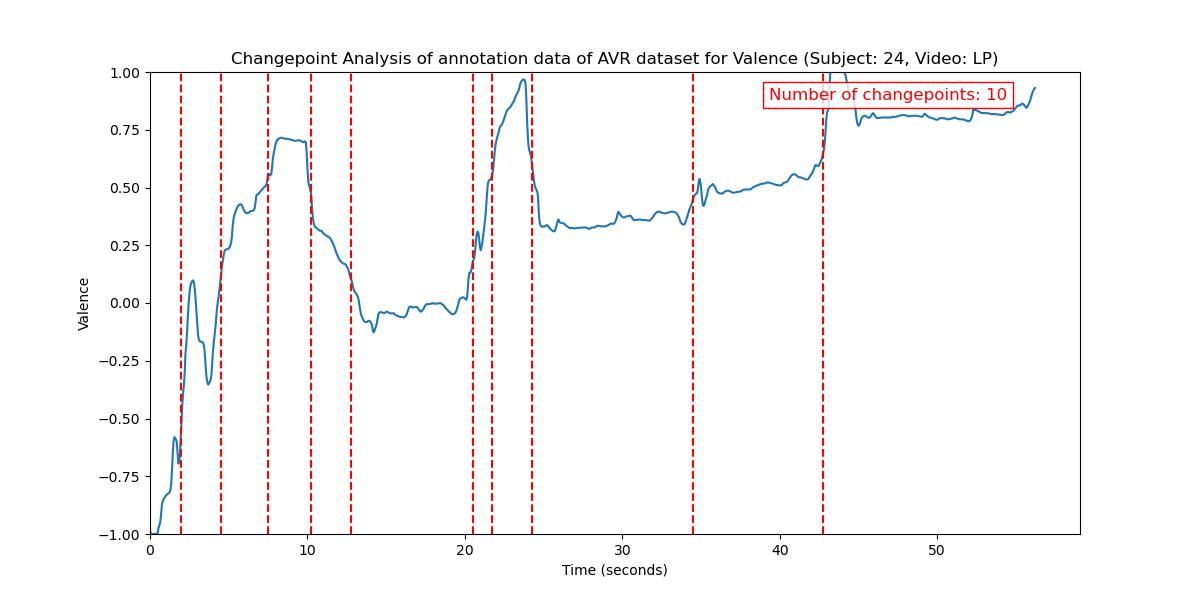 Changepoint Analysis of annotation data of AVR dataset for Valence (Subject: 24, Video: LP)
Number of changepoints: 10
1.00
0.75
0.50
0.25
0.00
−0.25
−0.50
−0.75
−1.00
Valence
0 10 20 30 40 50
Time (seconds)